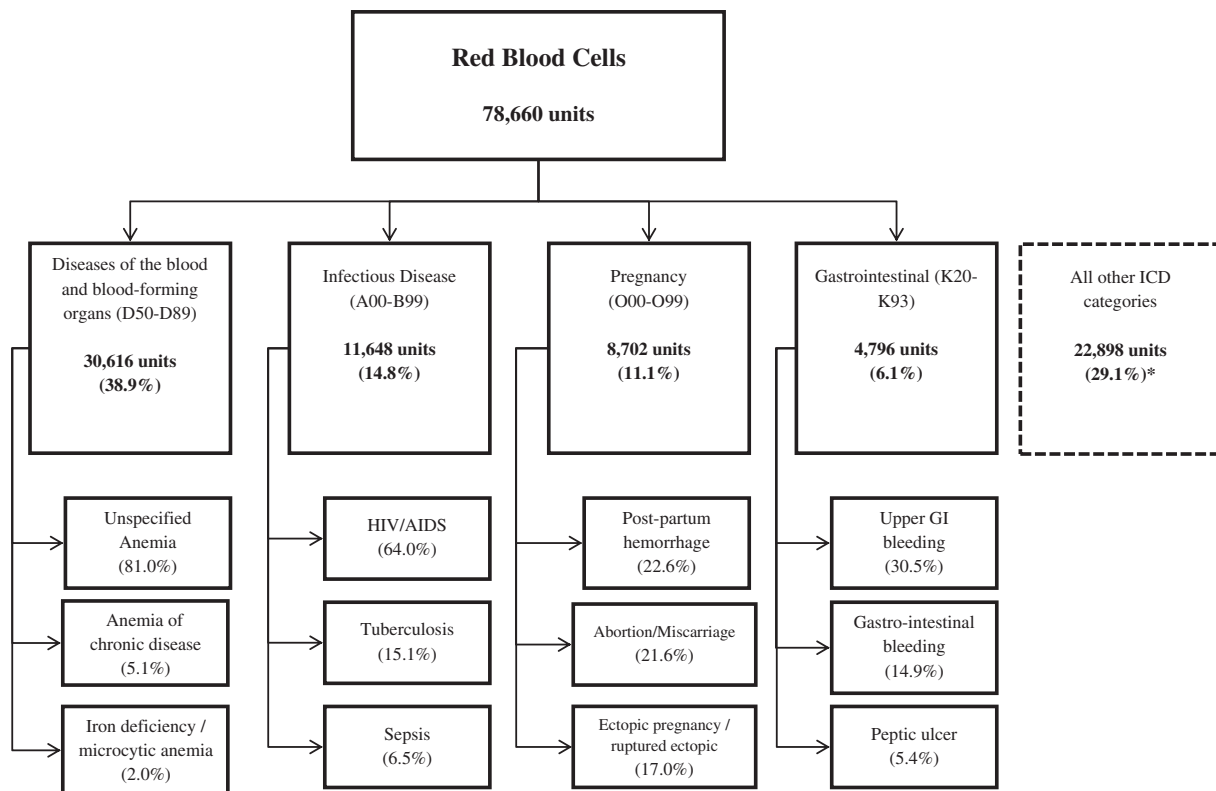 Red Blood Cells
78,660 units
Diseases of the blood
and blood-forming
organs (D50-D89)
30,616 units
(38.9%)
Infectious Disease
(A00-B99)
11,648 units
(14.8%)
Pregnancy
(O00-O99)
8,702 units
(11.1%)
Gastrointestinal (K20-
K93)
4,796 units
(6.1%)
All other ICD
categories
22,898 units
(29.1%)*
Unspecified
Anemia
(81.0%)
HIV/AIDS
(64.0%)
Post-partum
hemorrhage
(22.6%)
Upper GI
bleeding
(30.5%)
Anemia of
chronic disease
(5.1%)
Tuberculosis
(15.1%)
Abortion/Miscarriage
(21.6%)
Gastro-intestinal
bleeding
(14.9%)
Iron deficiency /
microcytic anemia
(2.0%)
Sepsis
(6.5%)
Ectopic pregnancy /
ruptured ectopic
(17.0%)
Peptic ulcer
(5.4%)